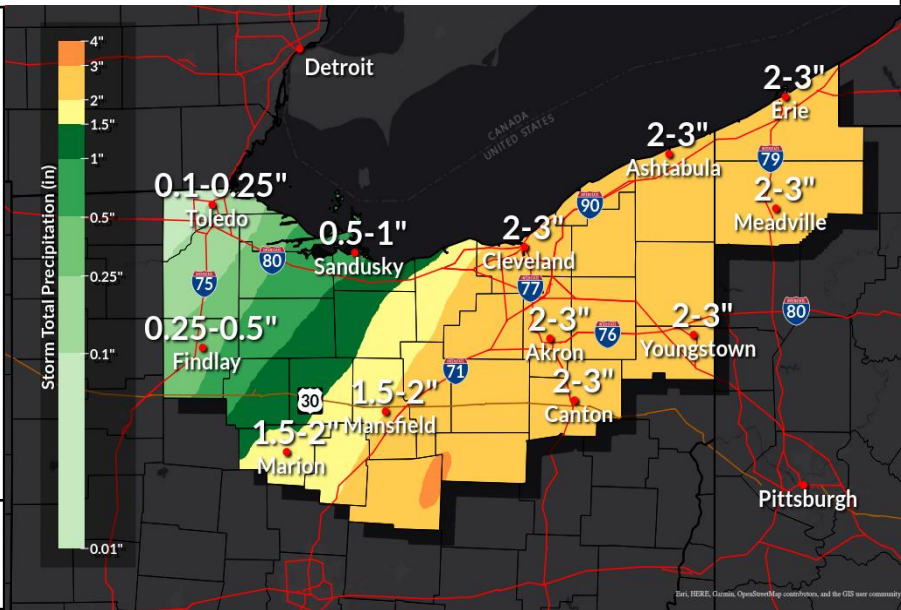 Storm Total Precipitation (in)
4"
3"
2"
1.5"
1"
0.5"
0.25"
0.1"
0.01"
Detroit
CANADA
UNITED STATES
2-3"
Erie
2-3"
Ashtabula
79
0.1-0.25"
Toledo
2-3"
Meadville
90
0.5-1"
Sandusky
2-3"
Cleveland
80
75
77
80
0.25-0.5"
Findlay
2-3"
Akron
76
2-3"
Youngstown
71
30
1.5-2"
Mansfield
2-3"
Canton
1.5-2"
Marion
Pittsburgh
Esri, HERE, Garmin, OpenStreetMap contributors, and the GIS user community